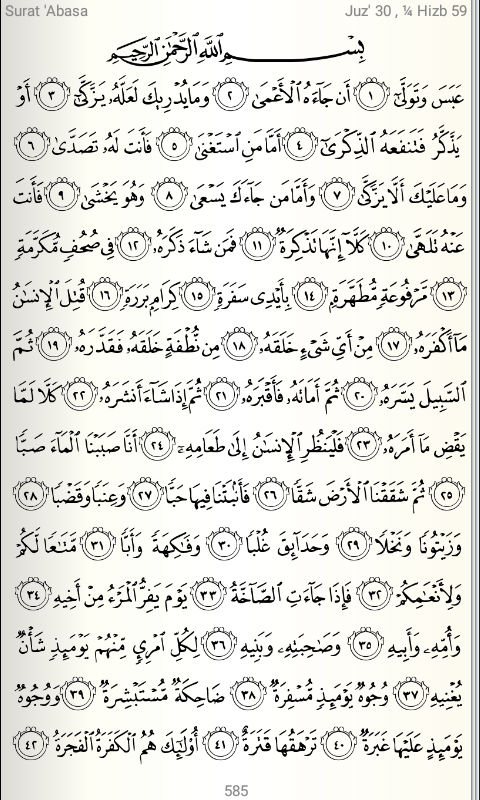 Surat 'Abasa Juz' 30 , ¼ Hizb 59
بِسْمِ ٱللَّهِ ٱلرَّحْمَٰنِ ٱلرَّحِيمِ
عَبَسَ وَتَوَلَّىٰٓ ١ أَن جَآءَهُ ٱلْأَعْمَىٰ ٢ وَمَا يُدْرِيكَ لَعَلَّهُۥ يَزَّكَّىٰٓ ٣ أَوْ
يَذَّكَّرُ فَتَنفَعَهُ ٱلذِّكْرَىٰٓ ٤ أَمَّا مَنِ ٱسْتَغْنَىٰ ٥ فَأَنتَ لَهُۥ تَصَدَّىٰ ٦
وَمَا عَلَيْكَ أَلَّا يَزَّكَّىٰ ٧ وَأَمَّا مَن جَآءَكَ يَسْعَىٰ ٨ وَهُوَ يَخْشَىٰ ٩ فَأَنتَ
عَنْهُ تَلَهَّىٰ ١٠ كَلَّآ إِنَّهَا تَذْكِرَةٌ ١١ فَمَن شَآءَ ذَكَرَهُۥ ١٢ فِى صُحُفٍ مُّكَرَّمَةٍ
١٣ مَّرْفُوعَةٍ مُّطَهَّرَةٍۭ ١٤ بِأَيْدِى سَفَرَةٍ ١٥ كِرَامٍۭ بَرَرَةٍ ١٦ قُتِلَ ٱلْإِنسَٰنُ
مَآ أَكْفَرَهُۥ ١٧ مِنْ أَىِّ شَىْءٍ خَلَقَهُۥ ١٨ مِن نُّطْفَةٍ خَلَقَهُۥ فَقَدَّرَهُۥ ١٩ ثُمَّ
ٱلسَّبِيلَ يَسَّرَهُۥ ٢٠ ثُمَّ أَمَاتَهُۥ فَأَقْبَرَهُۥ ٢١ ثُمَّ إِذَا شَآءَ أَنشَرَهُۥ ٢٢ كَلَّا لَمَّا
يَقْضِ مَآ أَمَرَهُۥ ٢٣ فَلْيَنظُرِ ٱلْإِنسَٰنُ إِلَىٰ طَعَامِهِۦٓ ٢٤ أَنَّا صَبَبْنَا ٱلْمَآءَ صَبًّا
٢٥ ثُمَّ شَقَقْنَا ٱلْأَرْضَ شَقًّا ٢٦ فَأَنۢبَتْنَا فِيهَا حَبًّا ٢٧ وَعِنَبًا وَقَضْبًا ٢٨
وَزَيْتُونًا وَنَخْلًا ٢٩ وَحَدَآئِقَ غُلْبًا ٣٠ وَفَٰكِهَةً وَأَبًّا ٣١ مَّتَٰعًا لَّكُمْ
وَلِأَنْعَٰمِكُمْ ٣٢ فَإِذَا جَآءَتِ ٱلصَّآخَّةُ ٣٣ يَوْمَ يَفِرُّ ٱلْمَرْءُ مِنْ أَخِيهِ ٣٤
وَأُمِّهِۦ وَأَبِيهِ ٣٥ وَصَٰحِبَتِهِۦ وَبَنِيهِ ٣٦ لِكُلِّ ٱمْرِئٍ مِّنْهُمْ يَوْمَئِذٍ شَأْنٌ
يُغْنِيهِ ٣٧ وُجُوهٌ يَوْمَئِذٍ مُّسْفِرَةٌ ٣٨ ضَاحِكَةٌ مُّسْتَبْشِرَةٌ ٣٩ وَوُجُوهٌ
يَوْمَئِذٍ عَلَيْهَا غَبَرَةٌ ٤٠ تَرْهَقُهَا قَتَرَةٌ ٤١ أُو۟لَٰٓئِكَ هُمُ ٱلْكَفَرَةُ ٱلْفَجَرَةُ ٤٢
585